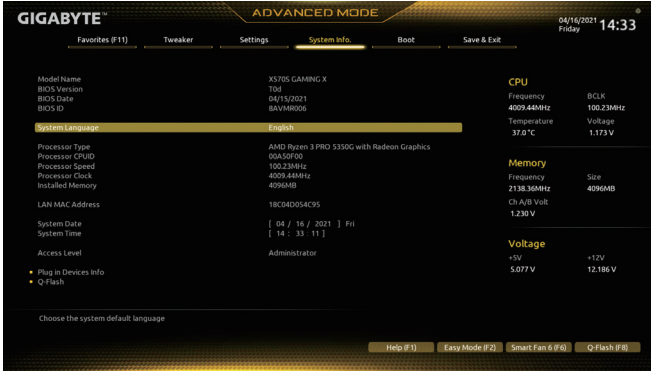 GIGABYTE™
ADVANCED MODE
04/16/2021
Friday
14:33
Favorites (F11) Tweaker Settings System Info. Boot Save & Exit
Model Name X570S GAMING X
BIOS Version T0d
BIOS Date 04/15/2021
BIOS ID 8AVMR006
System Language English
Processor Type AMD Ryzen 3 PRO 5350G with Radeon Graphics
Processor CPUID 00A50F00
Processor Speed 100.23MHz
Processor Clock 4009.44MHz
Installed Memory 4096MB
LAN MAC Address 18C04D054C95
System Date [ 04 / 16 / 2021 ] Fri
System Time [ 14 : 33 : 11 ]
Access Level Administrator
Plug in Devices Info
Q-Flash
CPU
Frequency BCLK
4009.44MHz 100.23MHz
Temperature Voltage
37.0 °C 1.173 V
Memory
Frequency Size
2138.36MHz 4096MB
Ch A/B Volt
1.230 V
Voltage
+5V +12V
5.077 V 12.186 V
Choose the system default language
Help (F1) Easy Mode (F2) Smart Fan 6 (F6) Q-Flash (F8)